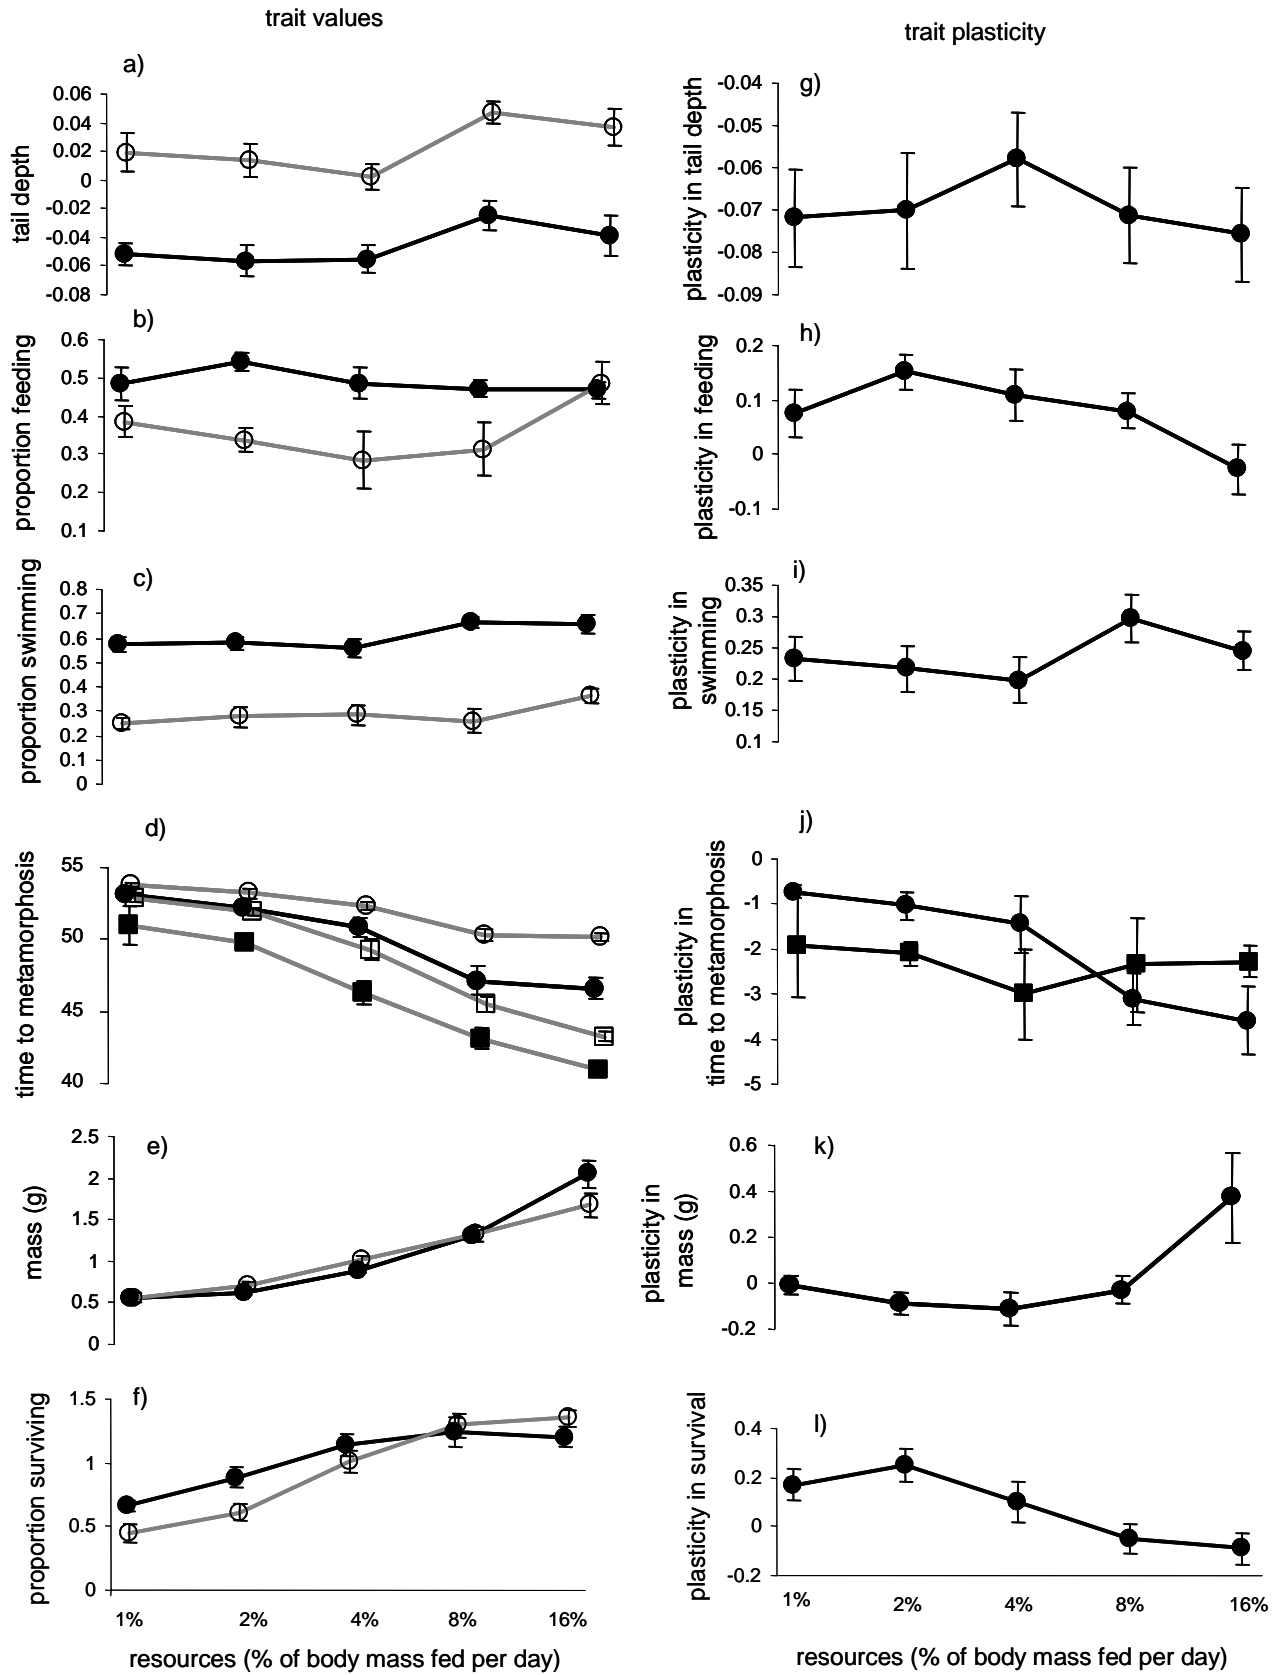 trait values
trait plasticity
a)
tail depth
0.06
0.04
0.02
0
-0.02
-0.04
-0.06
-0.08
g)
plasticity in tail depth
-0.04
-0.05
-0.06
-0.07
-0.08
-0.09
b)
proportion feeding
0.6
0.5
0.4
0.3
0.2
0.1
h)
plasticity in feeding
0.2
0.1
0
-0.1
c)
proportion swimming
0.8
0.7
0.6
0.5
0.4
0.3
0.2
0.1
0
i)
plasticity in
swimming
0.35
0.3
0.25
0.2
0.15
0.1
d)
time to metamorphosis
55
50
45
40
j)
plasticity in
time to metamorphosis
0
-1
-2
-3
-4
-5
e)
mass (g)
2.5
2
1.5
1
0.5
0
k)
plasticity in
mass (g)
0.6
0.4
0.2
0
-0.2
f)
proportion surviving
1.5
1
0.5
0
1% 2% 4% 8% 16%
resources (% of body mass fed per day)
l)
plasticity in survival
0.4
0.2
0
-0.2
1% 2% 4% 8% 16%
resources (% of body mass fed per day)